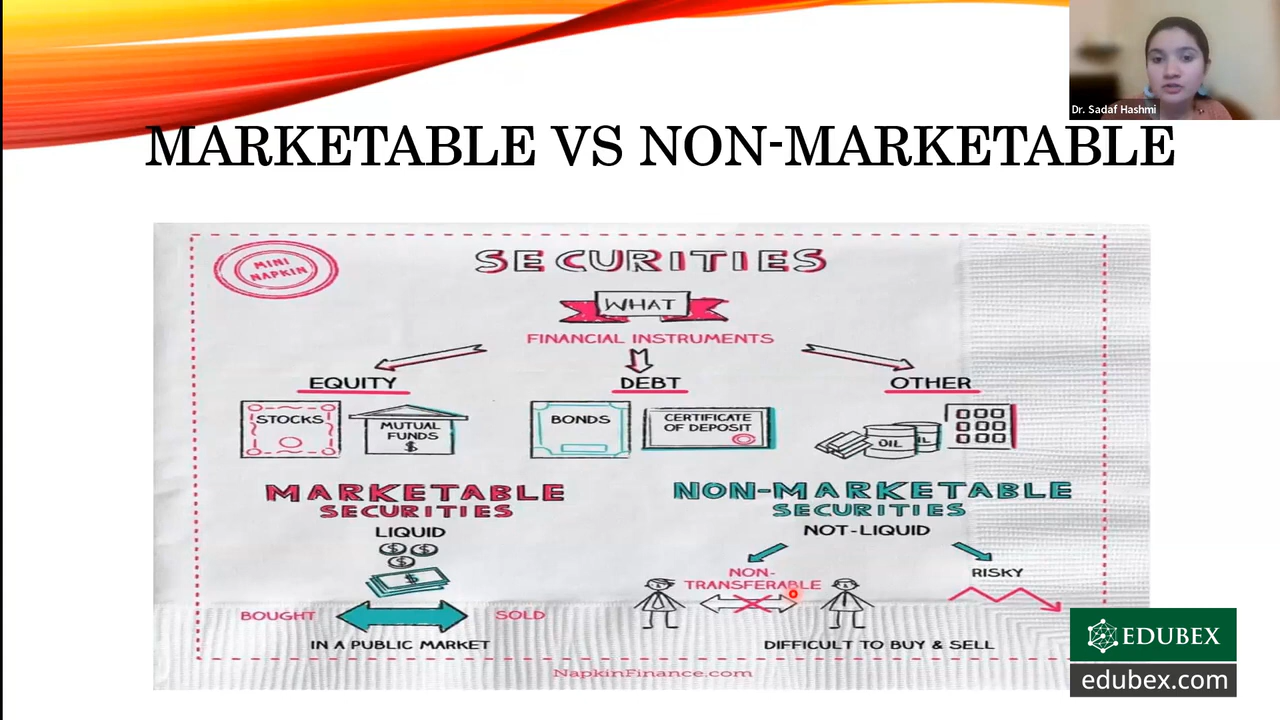 Dr. Sadaf Hashmi
MARKETABLE VS NON-MARKETABLE
MINI
NAPKIN
SECURITIES
WHAT
FINANCIAL INSTRUMENTS
EQUITY
DEBT
OTHER
STOCKS
MUTUAL
FUNDS
$
BONDS
CERTIFICATE
OF DEPOSIT
OIL
IL
MARKETABLE
SECURITIES
LIQUID
$ $
$
$
BOUGHT
SOLD
IN A PUBLIC MARKET
NON-MARKETABLE
SECURITIES
NOT-LIQUID
NON-
TRANSFERABLE
RISKY
DIFFICULT TO BUY & SELL
NapkinFinance.com
EDUBEX
edubex.com